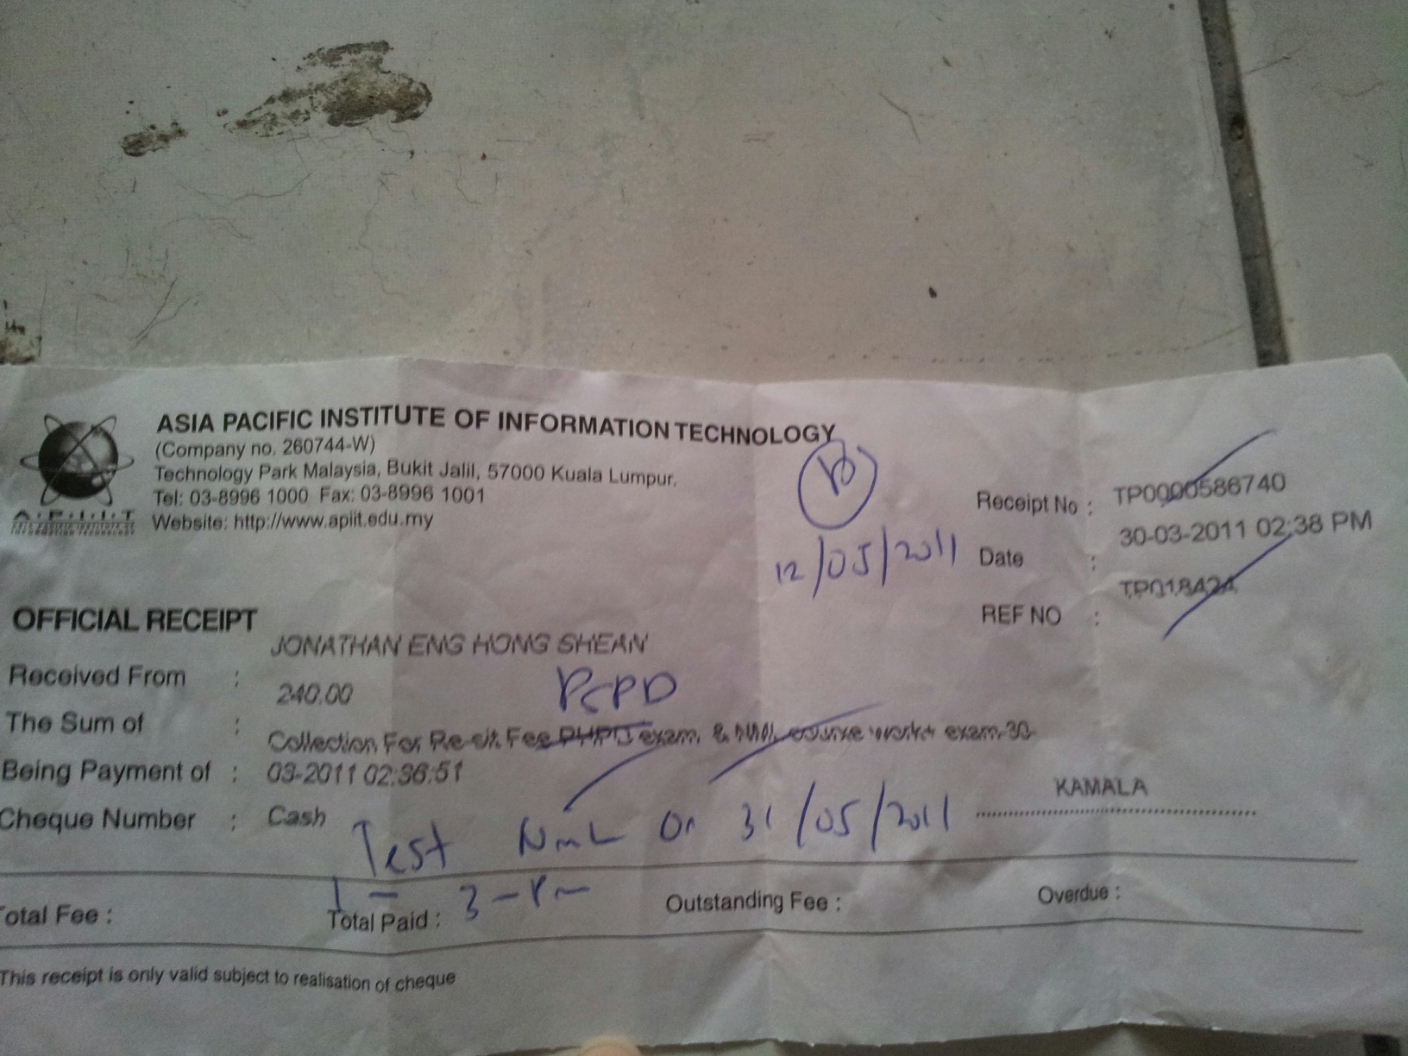 ASIA PACIFIC INSTITUTE OF INFORMATION TECHNOLOGY
(Company no. 260744-W)
Technology Park Malaysia, Bukit Jalil, 57000 Kuala Lumpur.
Tel: 03-8996 1000 Fax: 03-8996 1001
Website: http://www.apiit.edu.my
A·P·I·I·T
Receipt No : TP0000586740
12/05/2011
Date : 30-03-2011 02:38 PM
REF NO : TP018424
OFFICIAL RECEIPT
Received From : JONATHAN ENG HONG SHEAN
The Sum of : 240.00
PCPD
Being Payment of : Collection For Re-sit Fee exam & course work+ exam-30-
03-2011 02:36:51
Cheque Number : Cash
KAMALA
Test NML On 31/05/2011
1 - 3-Pm
Total Fee :
Total Paid :
Outstanding Fee :
Overdue :
This receipt is only valid subject to realisation of cheque